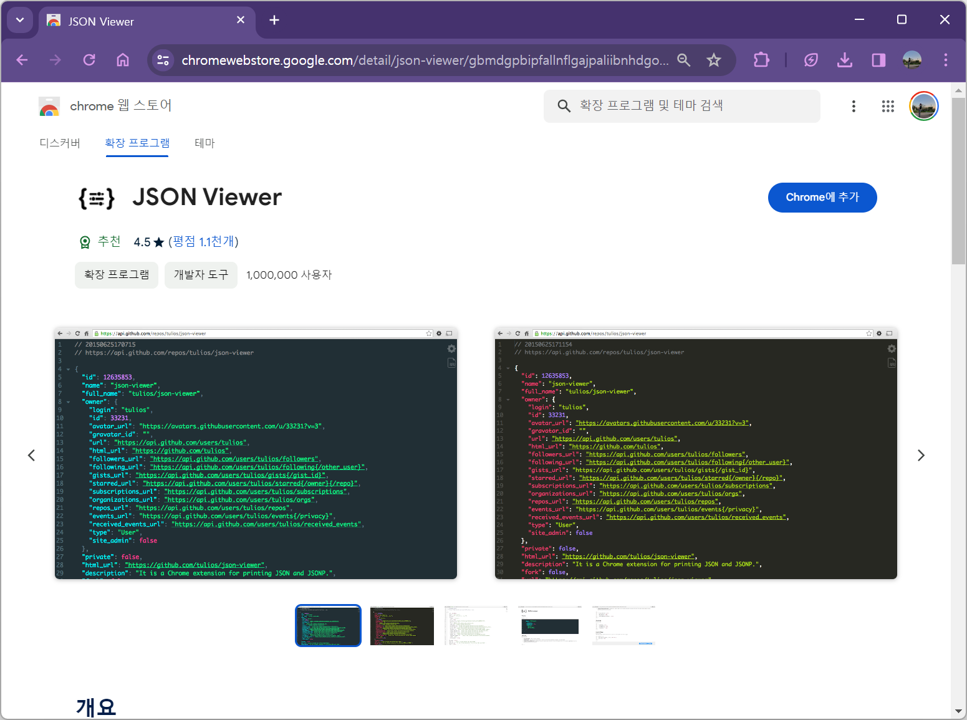 JSON Viewer
chromewebstore.google.com/detail/json-viewer/gbmdgpbipfallnflgajpaliibnhdgo...
chrome 웹 스토어
확장 프로그램 및 테마 검색
디스커버
확장 프로그램
테마
JSON Viewer
Chrome에 추가
추천 4.5★ (평점 1.1천개)
확장 프로그램
개발자 도구
1,000,000 사용자
https://api.github.com/repos/tulios/json-viewer
1 // 20150625170715
2 // https://api.github.com/repos/tulios/json-viewer
3
4 {
5 "id": 12635853,
6 "name": "json-viewer",
7 "full_name": "tulios/json-viewer",
8 "owner": {
9 "login": "tulios",
10 "id": 33231,
11 "avatar_url": "https://avatars.githubusercontent.com/u/33231?v=3",
12 "gravatar_id": "",
13 "url": "https://api.github.com/users/tulios",
14 "html_url": "https://github.com/tulios",
15 "followers_url": "https://api.github.com/users/tulios/followers",
16 "following_url": "https://api.github.com/users/tulios/following{/other_user}",
17 "gists_url": "https://api.github.com/users/tulios/gists{/gist_id}",
18 "starred_url": "https://api.github.com/users/tulios/starred{/owner}{/repo}",
19 "subscriptions_url": "https://api.github.com/users/tulios/subscriptions",
20 "organizations_url": "https://api.github.com/users/tulios/orgs",
21 "repos_url": "https://api.github.com/users/tulios/repos",
22 "events_url": "https://api.github.com/users/tulios/events{/privacy}",
23 "received_events_url": "https://api.github.com/users/tulios/received_events",
24 "type": "User",
25 "site_admin": false
26 },
27 "private": false,
28 "html_url": "https://github.com/tulios/json-viewer",
29 "description": "It is a Chrome extension for printing JSON and JSONP.",
https://api.github.com/repos/tulios/json-viewer
1 // 20150625171154
2 // https://api.github.com/repos/tulios/json-viewer
3
4 {
5 "id": 12635853,
6 "name": "json-viewer",
7 "full_name": "tulios/json-viewer",
8 "owner": {
9 "login": "tulios",
10 "id": 33231,
11 "avatar_url": "https://avatars.githubusercontent.com/u/33231?v=3",
12 "gravatar_id": "",
13 "url": "https://api.github.com/users/tulios",
14 "html_url": "https://github.com/tulios",
15 "followers_url": "https://api.github.com/users/tulios/followers",
16 "following_url": "https://api.github.com/users/tulios/following{/other_user}",
17 "gists_url": "https://api.github.com/users/tulios/gists{/gist_id}",
18 "starred_url": "https://api.github.com/users/tulios/starred{/owner}{/repo}",
19 "subscriptions_url": "https://api.github.com/users/tulios/subscriptions",
20 "organizations_url": "https://api.github.com/users/tulios/orgs",
21 "repos_url": "https://api.github.com/users/tulios/repos",
22 "events_url": "https://api.github.com/users/tulios/events{/privacy}",
23 "received_events_url": "https://api.github.com/users/tulios/received_events",
24 "type": "User",
25 "site_admin": false
26 },
27 "private": false,
28 "html_url": "https://github.com/tulios/json-viewer",
29 "description": "It is a Chrome extension for printing JSON and JSONP.",
30 "fork": false,
개요